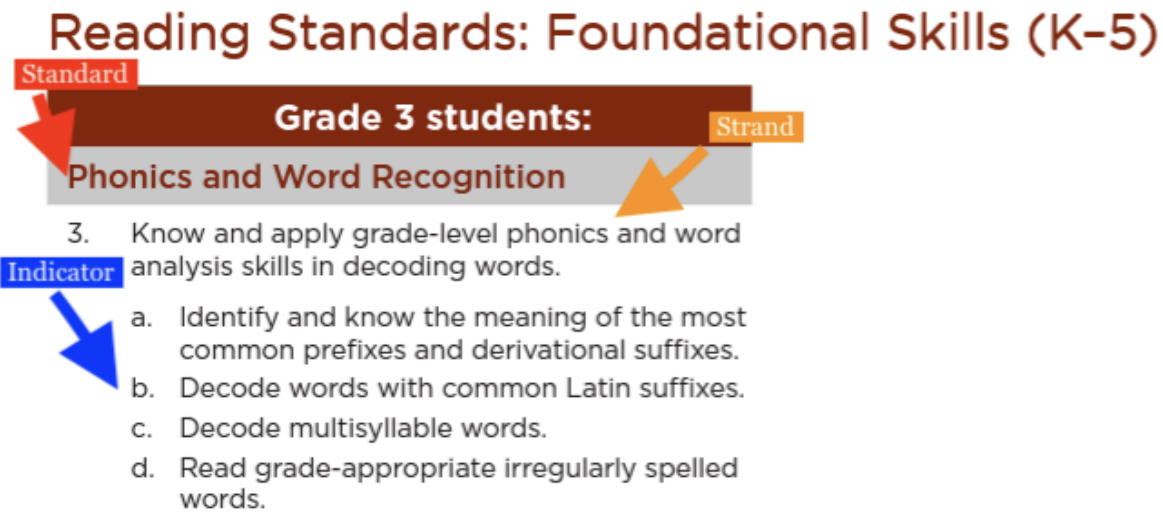 Reading Standards: Foundational Skills (K–5)
Standard
Grade 3 students:
Strand
Phonics and Word Recognition
3. Know and apply grade-level phonics and word
Indicator analysis skills in decoding words.
a. Identify and know the meaning of the most
common prefixes and derivational suffixes.
b. Decode words with common Latin suffixes.
c. Decode multisyllable words.
d. Read grade-appropriate irregularly spelled
words.